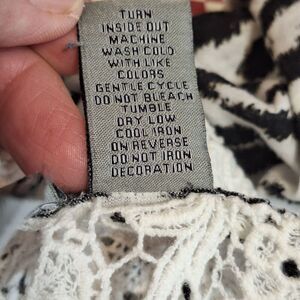 TURN
INSIDE OUT
MACHINE
WASH COLD
WITH LIKE
COLORS
GENTLE CYCLE
DO NOT BLEACH
TUMBLE
DRY LOW
COOL IRON
ON REVERSE
DO NOT IRON
DECORATION